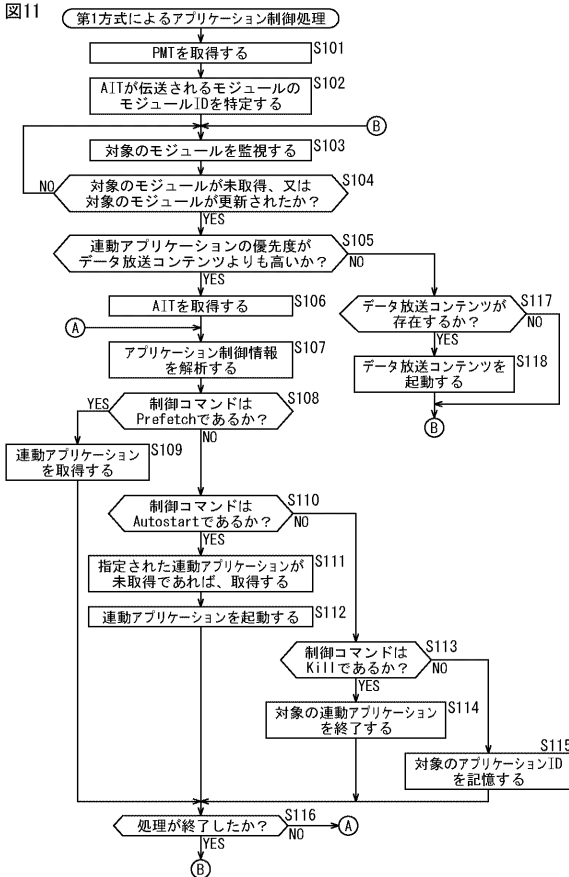 図11
第1方式によるアプリケーション制御処理
PMTを取得する
S101
AITが伝送されるモジュールの
モジュールIDを特定する
S102
B
対象のモジュールを監視する
S103
対象のモジュールが未取得、又は
対象のモジュールが更新されたか？
S104
NO
YES
連動アプリケーションの優先度が
データ放送コンテンツよりも高いか？
S105
NO
YES
AITを取得する
S106
データ放送コンテンツが
存在するか？
S117
NO
YES
A
アプリケーション制御情報
を解析する
S107
データ放送コンテンツを
起動する
S118
B
制御コマンドは
Prefetchであるか？
S108
YES
NO
連動アプリケーション
を取得する
S109
制御コマンドは
Autostartであるか？
S110
NO
YES
指定された連動アプリケーションが
未取得であれば、取得する
S111
連動アプリケーションを起動する
S112
制御コマンドは
Killであるか？
S113
NO
YES
対象の連動アプリケーション
を終了する
S114
対象のアプリケーションID
を記憶する
S115
処理が終了したか？
S116
NO
A
YES
B